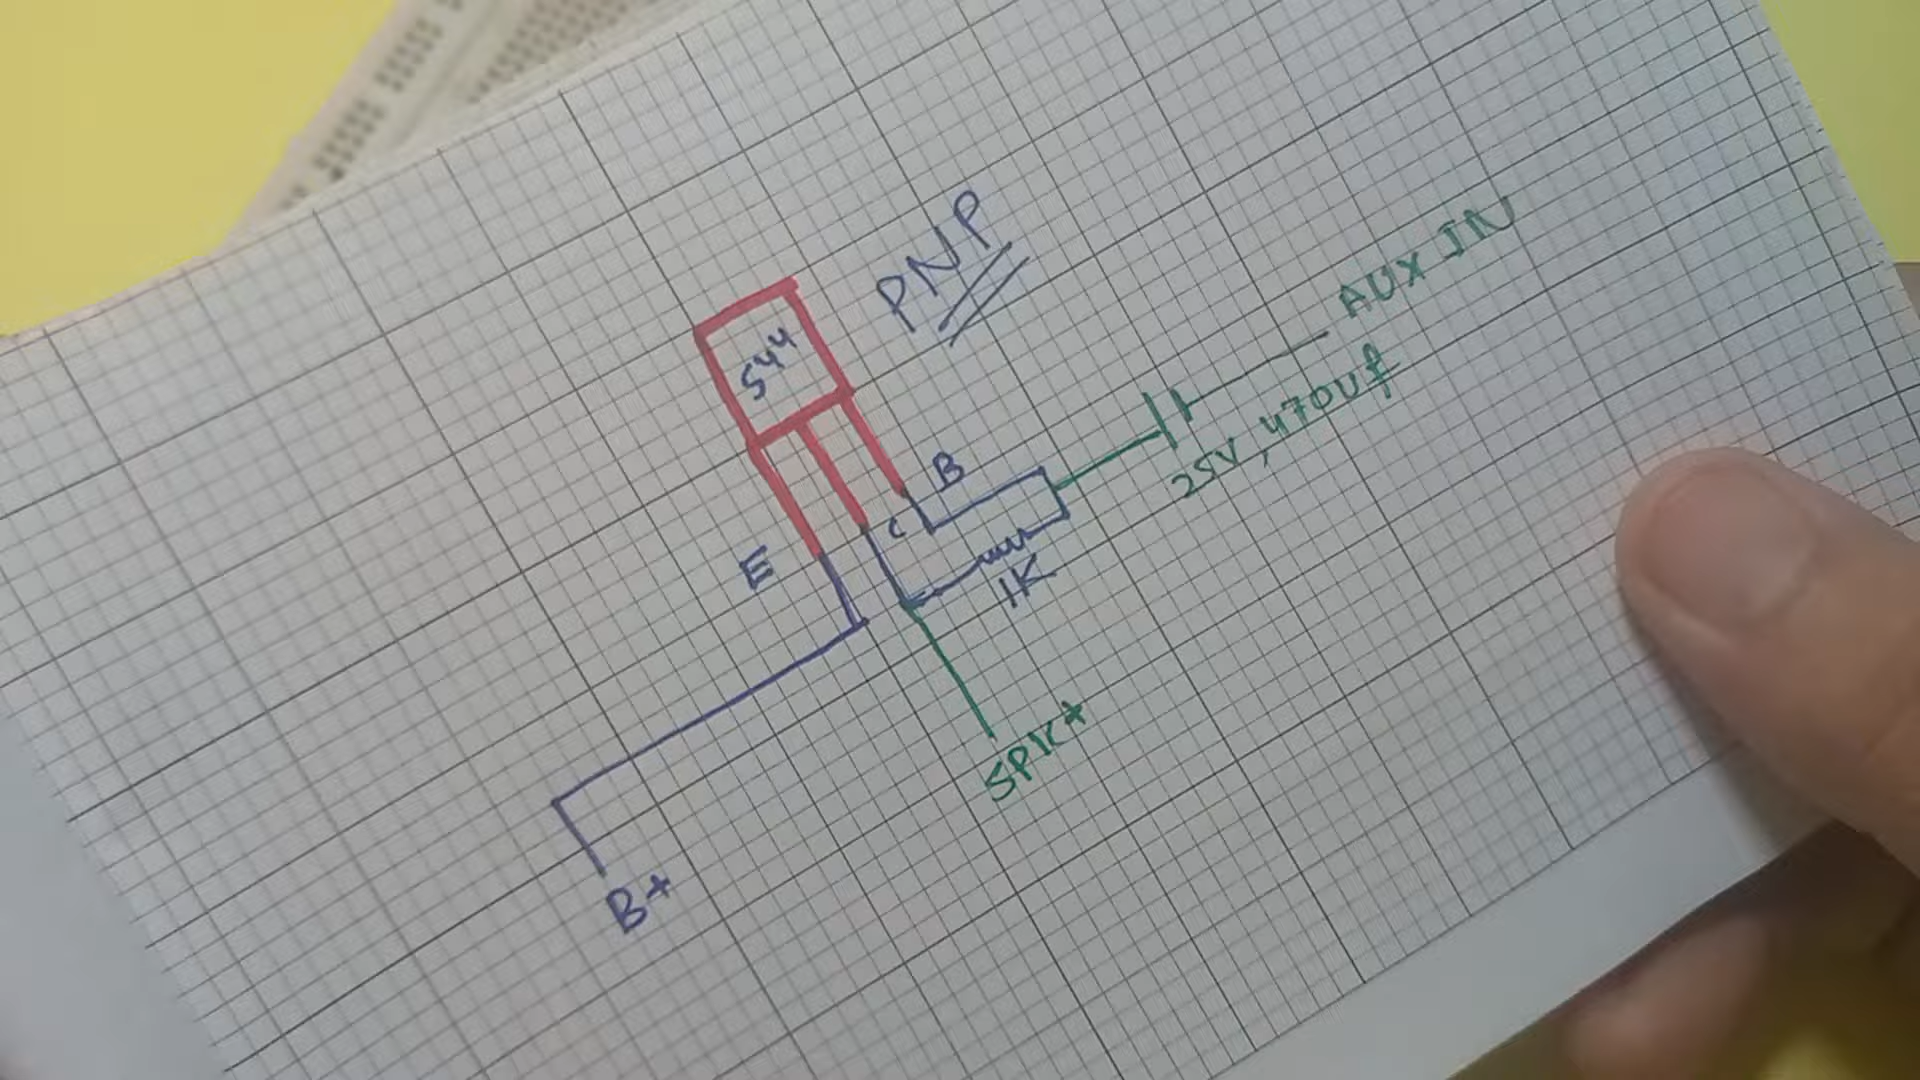 PNP
544
AUX IN
25V, 470uf
B
C
E
1K
SPK+
B+